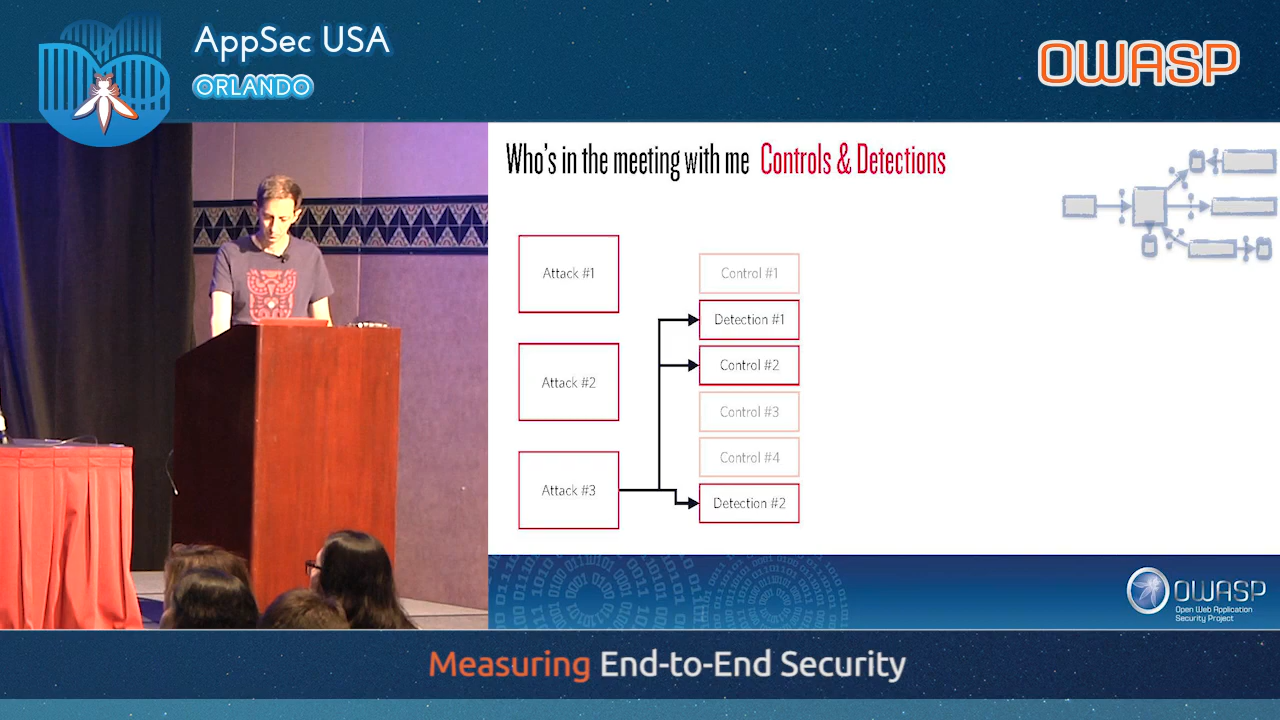 AppSec USA
ORLANDO
OWASP
Who's in the meeting with me Controls & Detections
Attack #1
Attack #2
Attack #3
Control #1
Detection #1
Control #2
Control #3
Control #4
Detection #2
OWASP
Open Web Application
Security Project
Measuring End-to-End Security